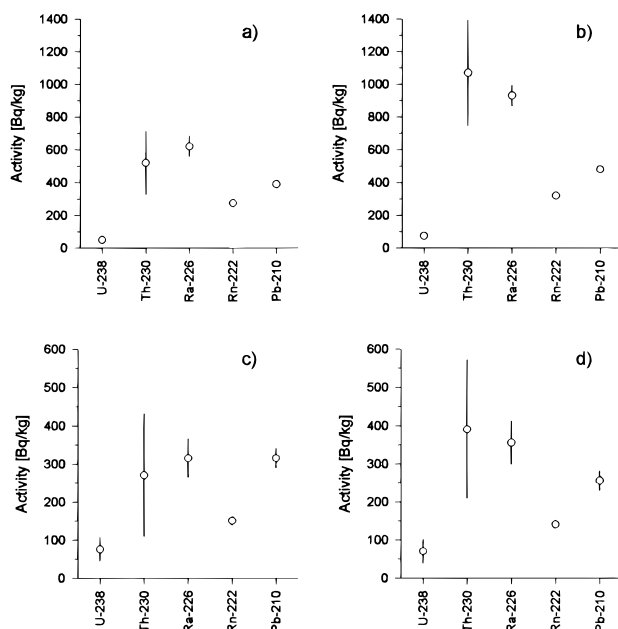 a)
Activity [Bq/kg]
1400
1200
1000
800
600
400
200
0
U-238
Th-230
Ra-226
Rn-222
Pb-210
b)
Activity [Bq/kg]
1400
1200
1000
800
600
400
200
0
U-238
Th-230
Ra-226
Rn-222
Pb-210
c)
Activity [Bq/kg]
600
500
400
300
200
100
0
U-238
Th-230
Ra-226
Rn-222
Pb-210
d)
Activity [Bq/kg]
600
500
400
300
200
100
0
U-238
Th-230
Ra-226
Rn-222
Pb-210